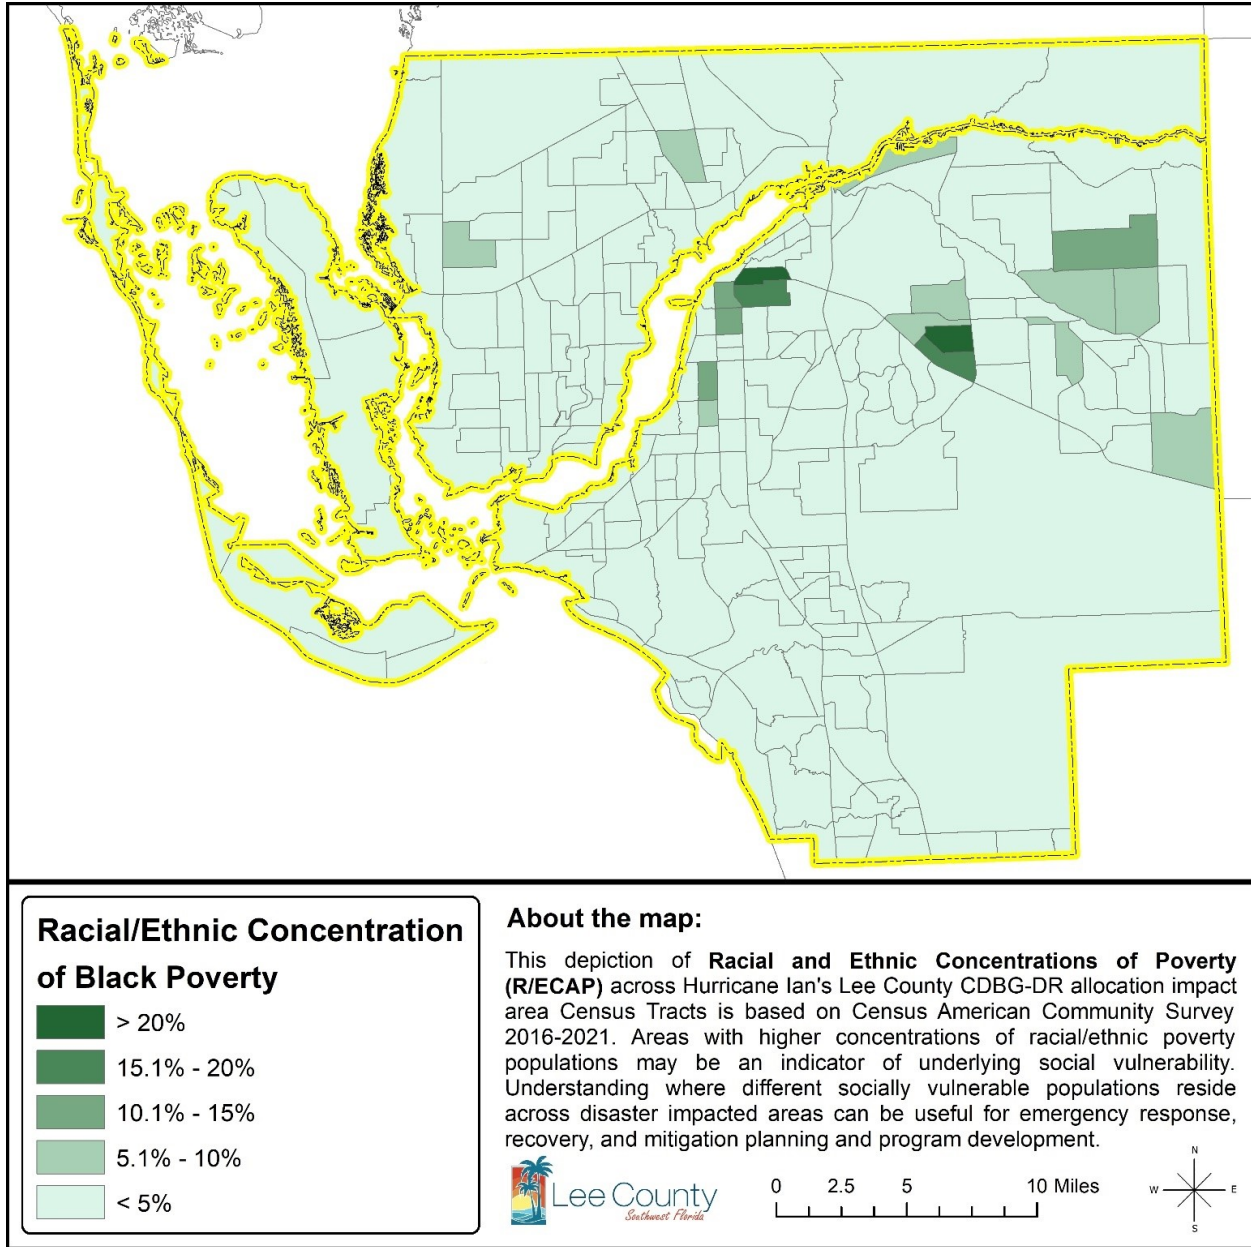 Racial/Ethnic Concentration
of Black Poverty
> 20%
15.1% - 20%
10.1% - 15%
5.1% - 10%
< 5%
About the map:
This depiction of Racial and Ethnic Concentrations of Poverty
(R/ECAP) across Hurricane Ian's Lee County CDBG-DR allocation impact
area Census Tracts is based on Census American Community Survey
2016-2021. Areas with higher concentrations of racial/ethnic poverty
populations may be an indicator of underlying social vulnerability.
Understanding where different socially vulnerable populations reside
across disaster impacted areas can be useful for emergency response,
recovery, and mitigation planning and program development.
Lee County
Southwest Florida
0 2.5 5 10 Miles
N
W E
S